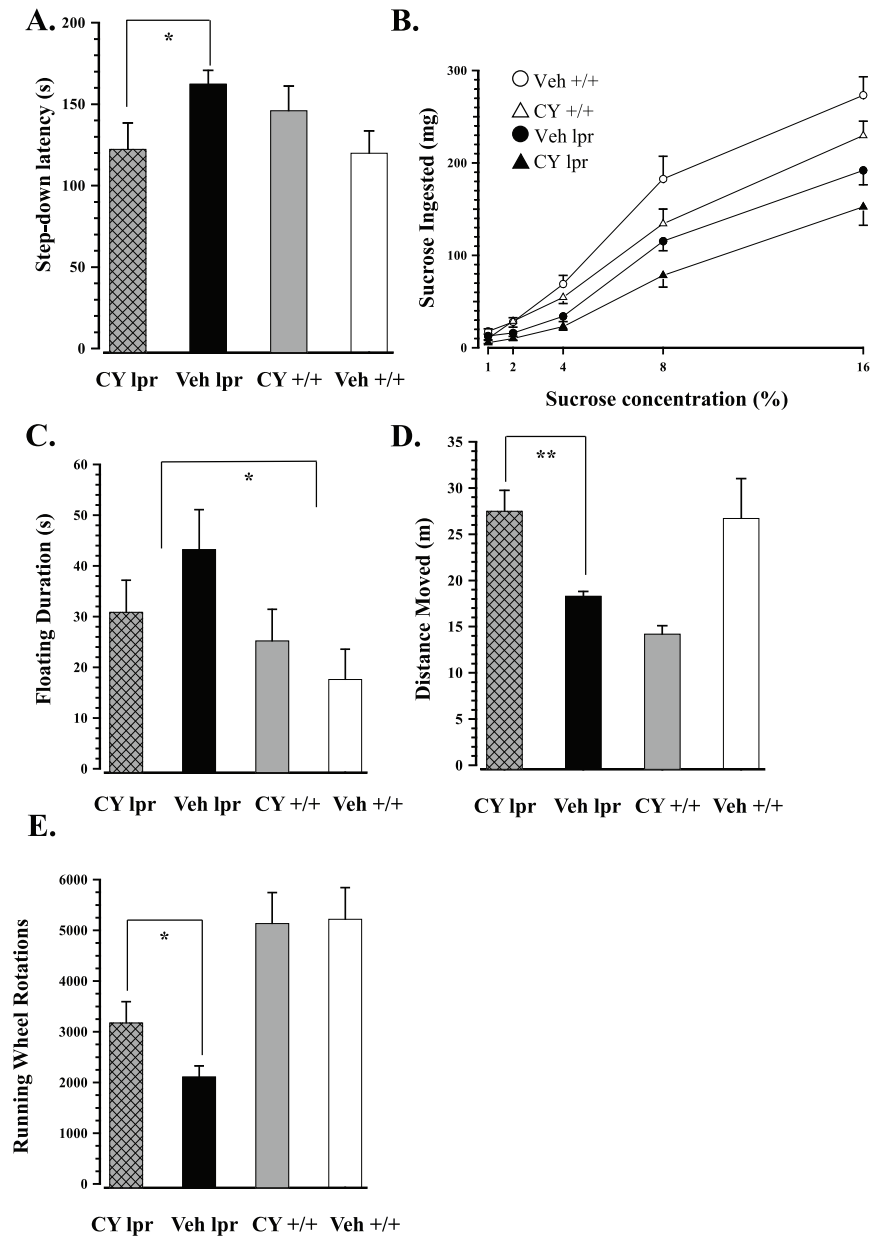 A.
*
Step-down latency (s)
200
150
100
50
0
CY lpr Veh lpr CY +/+ Veh +/+
B.
Sucrose Ingested (mg)
300
200
100
0
Veh +/+
CY +/+
Veh lpr
CY lpr
1 2 4 8 16
Sucrose concentration (%)
C.
*
Floating Duration (s)
60
50
40
30
20
10
0
CY lpr Veh lpr CY +/+ Veh +/+
D.
**
Distance Moved (m)
35
30
25
20
15
10
5
0
CY lpr Veh lpr CY +/+ Veh +/+
E.
*
Running Wheel Rotations
6000
5000
4000
3000
2000
1000
0
CY lpr Veh lpr CY +/+ Veh +/+